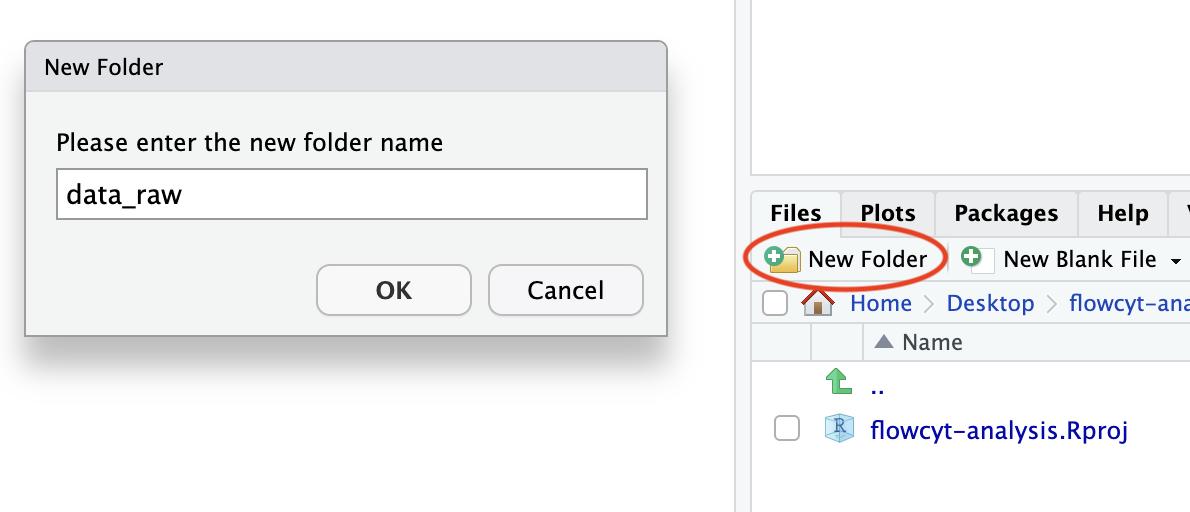 New Folder
Please enter the new folder name
data_raw
OK Cancel
Files Plots Packages Help
New Folder New Blank File
Home Desktop flowcyt-ana
Name
..
R flowcyt-analysis.Rproj